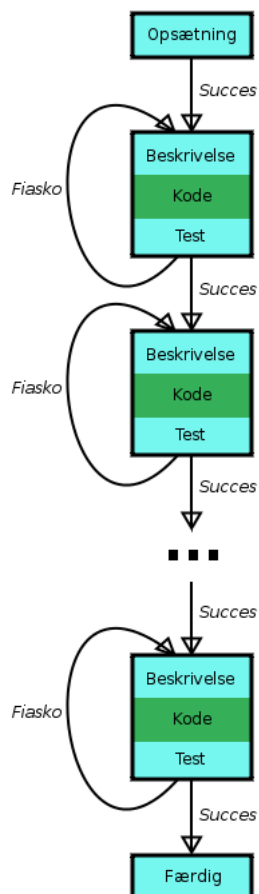 Opsætning
Succes
Beskrivelse
Fiasko
Kode
Test
Succes
Beskrivelse
Fiasko
Kode
Test
Succes
...
Succes
Beskrivelse
Fiasko
Kode
Test
Succes
Færdig